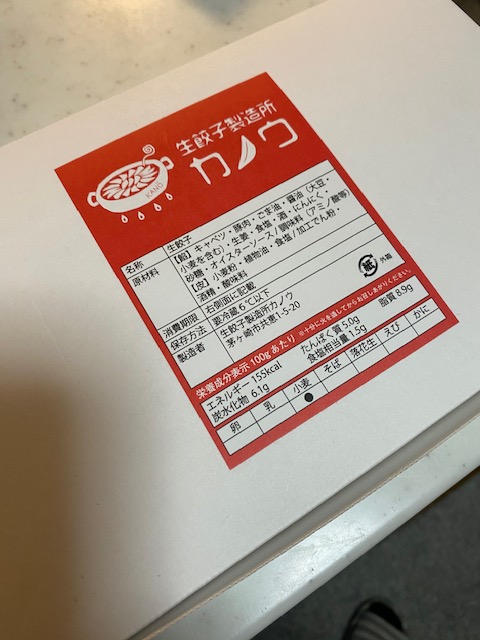 KANO
生餃子製造所
カノウ
名称 生餃子
原材料 【餡】キャベツ・豚肉・ごま油・醤油(大豆・
小麦を含む)・生姜・食塩・酒・にんにく・
砂糖・オイスターソース/調味料(アミノ酸等)
【皮】小麦粉・植物油・食塩/加工でん粉・
酒精・酸味料
消費期限 右側面に記載
保存方法 要冷蔵6℃以下
製造者 生餃子製造所カノウ
茅ヶ崎市共恵1-5-20
紙 外箱
栄養成分表示 100gあたり ※十分に火を通してからお召しあがりください。
エネルギー 155kcal たんぱく質 5.0g 脂質 8.9g
炭水化物 6.1g 食塩相当量 1.5g
卵 乳 小麦 そば 落花生 えび かに
●